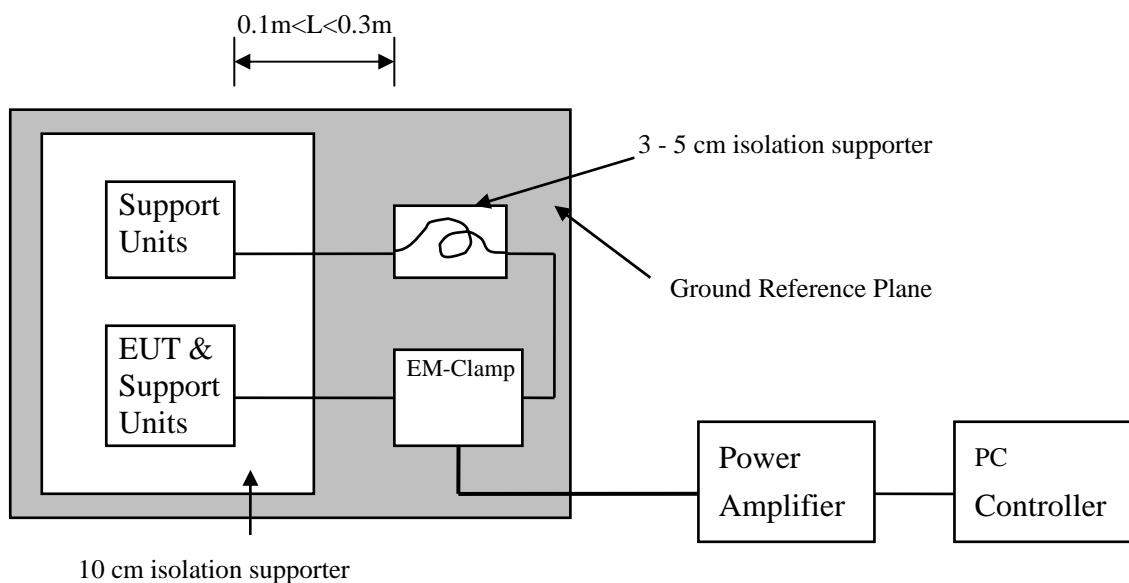 0.1m<L<0.3m
3 - 5 cm isolation supporter
Support
Units
Ground Reference Plane
EUT &
Support
Units
EM-Clamp
Power
Amplifier
PC
Controller
10 cm isolation supporter